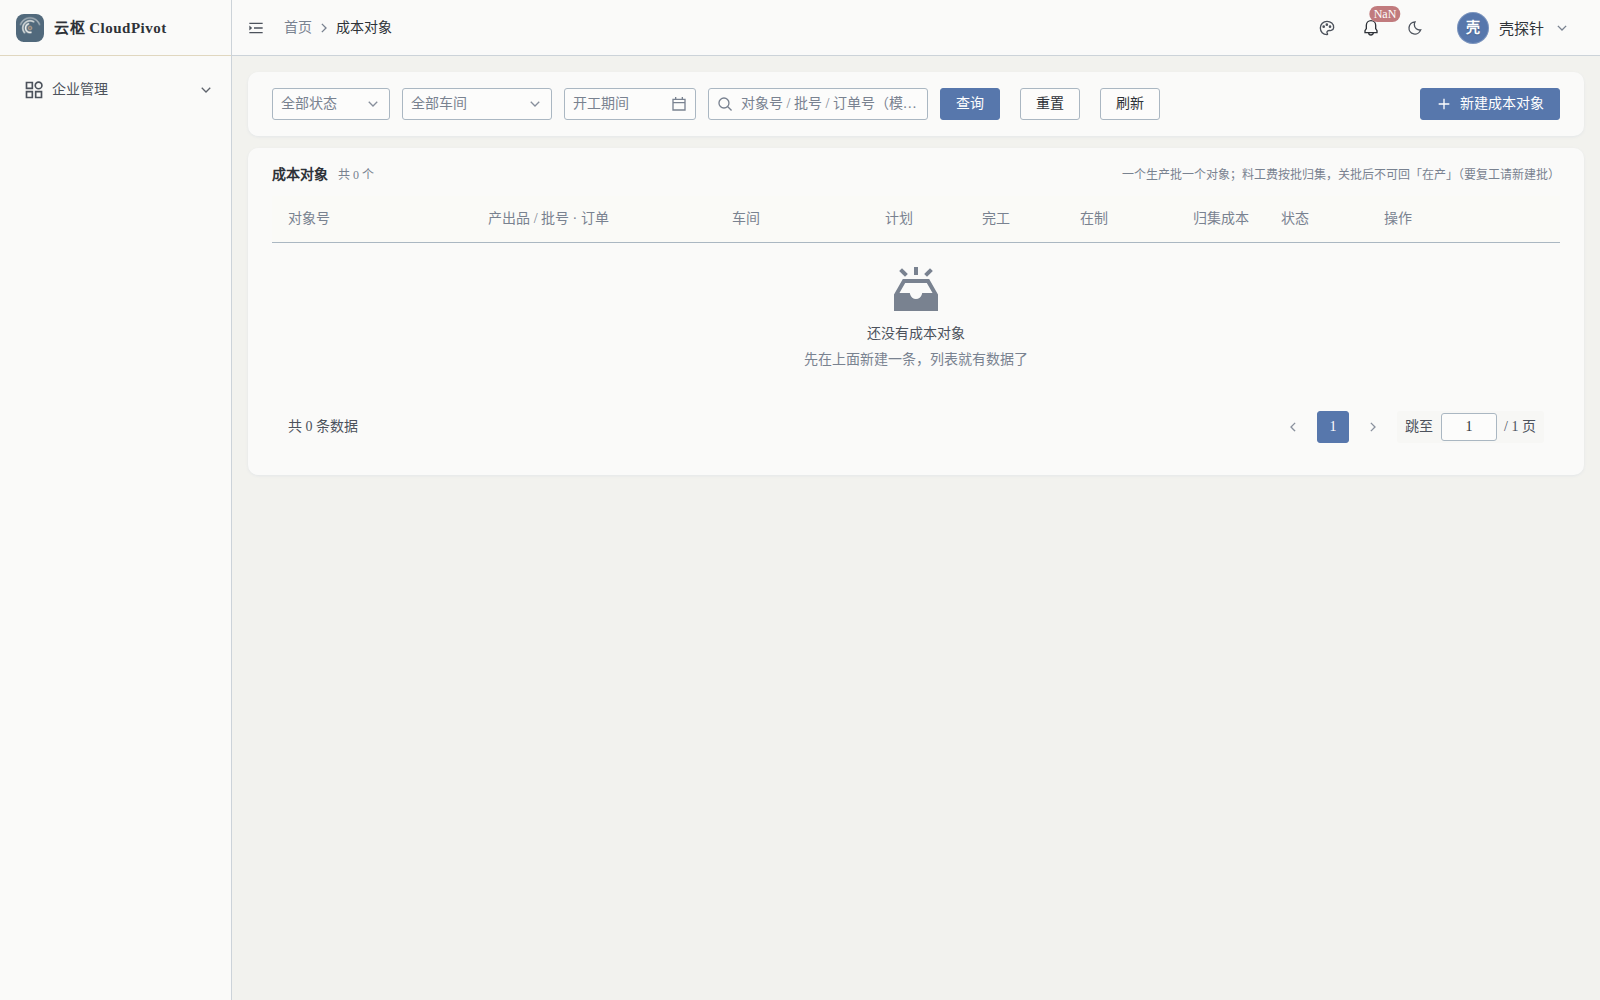 云枢 CloudPivot
首页 > 成本对象
NaN
壳 壳探针
企业管理
全部状态
全部车间
开工期间
对象号 / 批号 / 订单号（模...
查询
重置
刷新
新建成本对象
成本对象 共 0 个
一个生产批一个对象；料工费按批归集，关批后不可回「在产」（要复工请新建批）
对象号 产出品 / 批号 · 订单 车间 计划 完工 在制 归集成本 状态 操作
还没有成本对象
先在上面新建一条，列表就有数据了
共 0 条数据
1
跳至 1 / 1 页